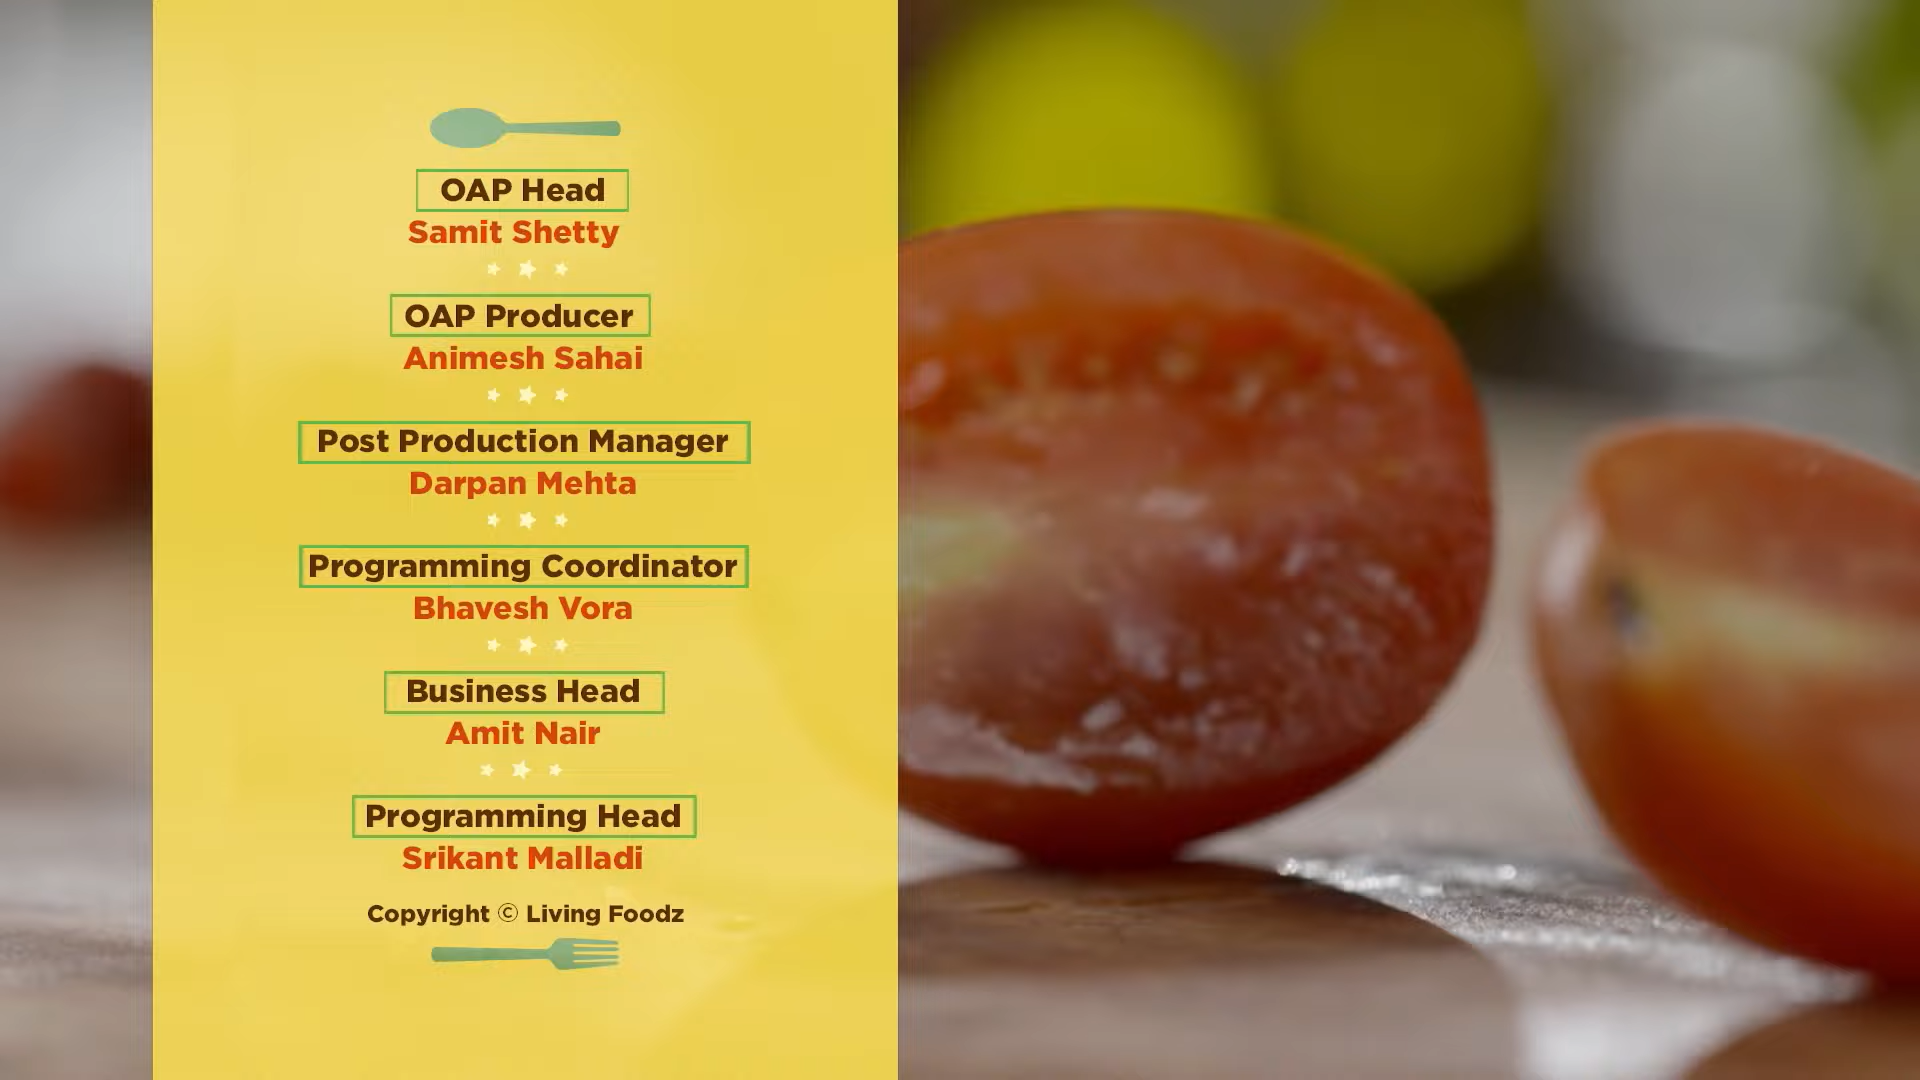 OAP Head
Samit Shetty
OAP Producer
Animesh Sahai
Post Production Manager
Darpan Mehta
Programming Coordinator
Bhavesh Vora
Business Head
Amit Nair
Programming Head
Srikant Malladi
Copyright © Living Foodz